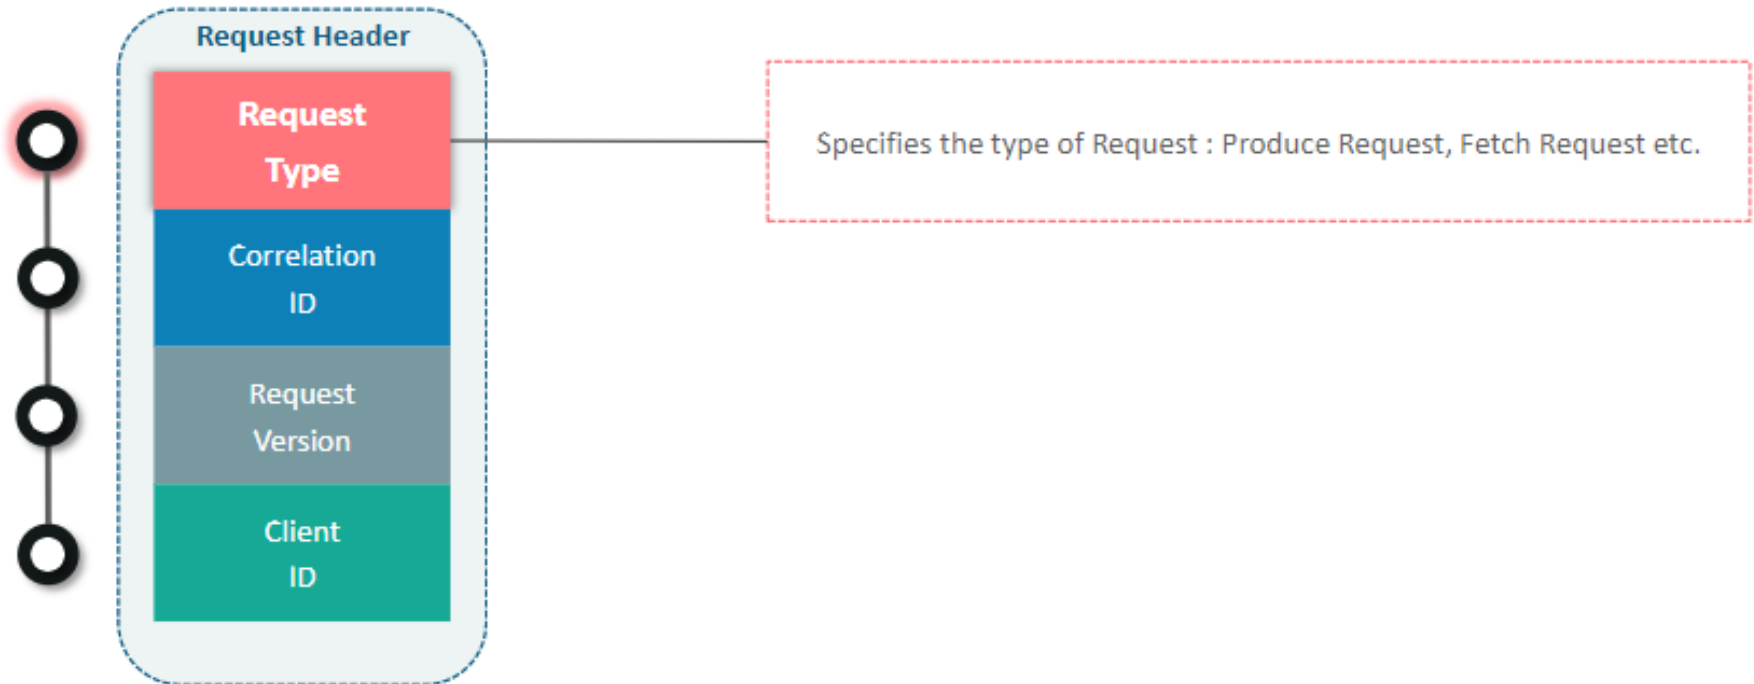 Request Header
Request
Type
Specifies the type of Request : Produce Request, Fetch Request etc.
Correlation
ID
Request
Version
Client
ID